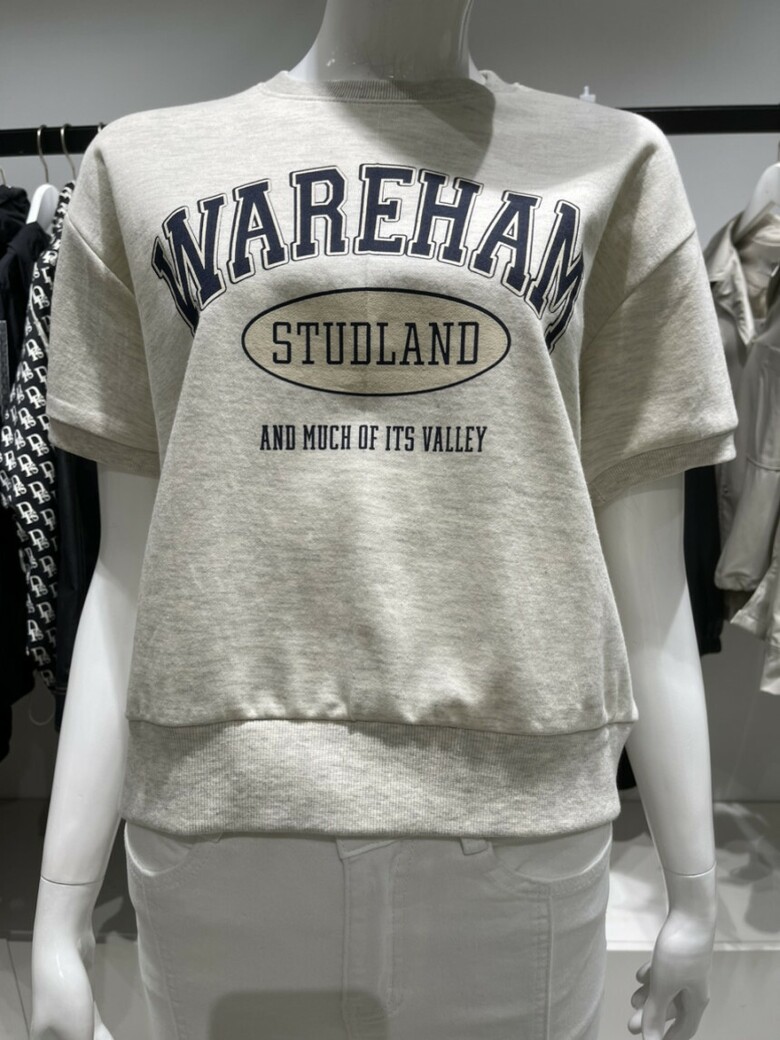 WAREHAM
STUDLAND
AND MUCH OF ITS VALLEY